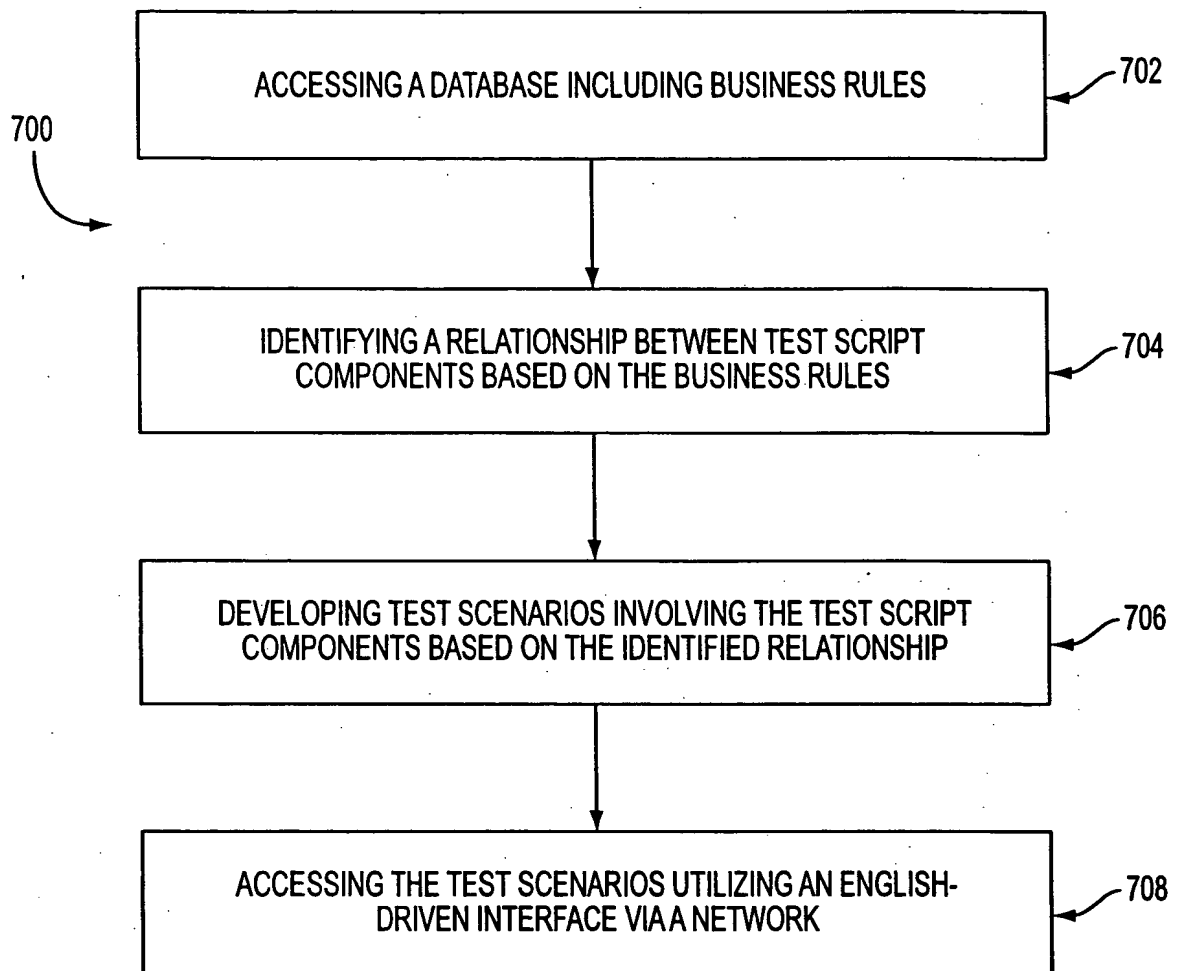 ACCESSING A DATABASE INCLUDING BUSINESS RULES
702
700
IDENTIFYING A RELATIONSHIP BETWEEN TEST SCRIPT
COMPONENTS BASED ON THE BUSINESS RULES
704
DEVELOPING TEST SCENARIOS INVOLVING THE TEST SCRIPT
COMPONENTS BASED ON THE IDENTIFIED RELATIONSHIP
706
ACCESSING THE TEST SCENARIOS UTILIZING AN ENGLISH-
DRIVEN INTERFACE VIA A NETWORK
708